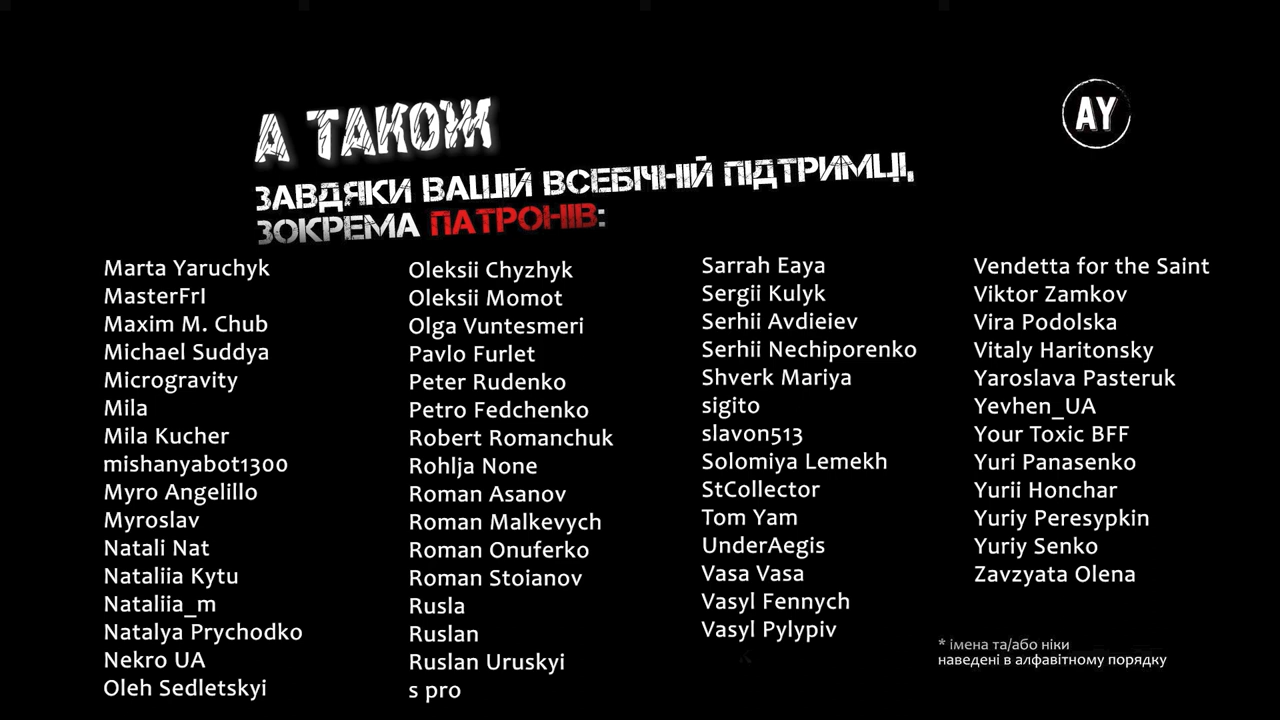 А ТАКОЖ
AY
ЗАВДЯКИ ВАШІЙ ВСЕБІЧНІЙ ПІДТРИМЦІ,
ЗОКРЕМА ПАТРОНІВ:
Marta Yaruchyk
MasterFrI
Maxim M. Chub
Michael Suddya
Microgravity
Mila
Mila Kucher
mishanyabot1300
Myro Angelillo
Myroslav
Natali Nat
Nataliia Kytu
Nataliia_m
Natalya Prychodko
Nekro UA
Oleh Sedletskyi
Oleksii Chyzhyk
Oleksii Momot
Olga Vuntesmeri
Pavlo Furlet
Peter Rudenko
Petro Fedchenko
Robert Romanchuk
Rohlja None
Roman Asanov
Roman Malkevych
Roman Onuferko
Roman Stoianov
Rusla
Ruslan
Ruslan Uruskyi
s pro
Sarrah Eaya
Sergii Kulyk
Serhii Avdieiev
Serhii Nechiporenko
Shverk Mariya
sigito
slavon513
Solomiya Lemekh
StCollector
Tom Yam
UnderAegis
Vasa Vasa
Vasyl Fennych
Vasyl Pylypiv
Vendetta for the Saint
Viktor Zamkov
Vira Podolska
Vitaly Haritonsky
Yaroslava Pasteruk
Yevhen_UA
Your Toxic BFF
Yuri Panasenko
Yurii Honchar
Yuriy Peresypkin
Yuriy Senko
Zavzyata Olena
* імена та/або ніки
наведені в алфавітному порядку